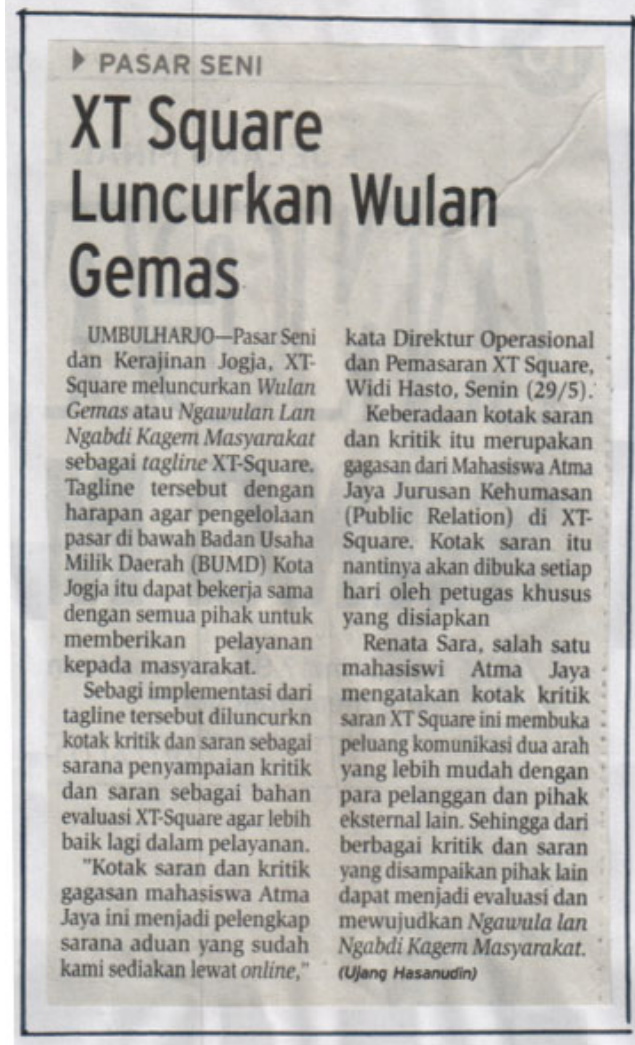 PASAR SENI
XT Square
Luncurkan Wulan
Gemas
UMBULHARJO—Pasar Seni
dan Kerajinan Jogja, XT-
Square meluncurkan Wulan
Gemas atau Ngawulan Lan
Ngabdi Kagem Masyarakat
sebagai tagline XT-Square.
Tagline tersebut dengan
harapan agar pengelolaan
pasar di bawah Badan Usaha
Milik Daerah (BUMD) Kota
Jogja itu dapat bekerja sama
dengan semua pihak untuk
memberikan pelayanan
kepada masyarakat.
Sebagi implementasi dari
tagline tersebut diluncurkn
kotak kritik dan saran sebagai
sarana penyampaian kritik
dan saran sebagai bahan
evaluasi XT-Square agar lebih
baik lagi dalam pelayanan.
"Kotak saran dan kritik
gagasan mahasiswa Atma
Jaya ini menjadi pelengkap
sarana aduan yang sudah
kami sediakan lewat online,"
kata Direktur Operasional
dan Pemasaran XT Square,
Widi Hasto, Senin (29/5).
Keberadaan kotak saran
dan kritik itu merupakan
gagasan dari Mahasiswa Atma
Jaya Jurusan Kehumasan
(Public Relation) di XT-
Square. Kotak saran itu
nantinya akan dibuka setiap
hari oleh petugas khusus
yang disiapkan
Renata Sara, salah satu
mahasiswi Atma Jaya
mengatakan kotak kritik
saran XT Square ini membuka
peluang komunikasi dua arah
yang lebih mudah dengan
para pelanggan dan pihak
eksternal lain. Sehingga dari
berbagai kritik dan saran
yang disampaikan pihak lain
dapat menjadi evaluasi dan
mewujudkan Ngawula lan
Ngabdi Kagem Masyarakat.
(Ujang Hasanudin)